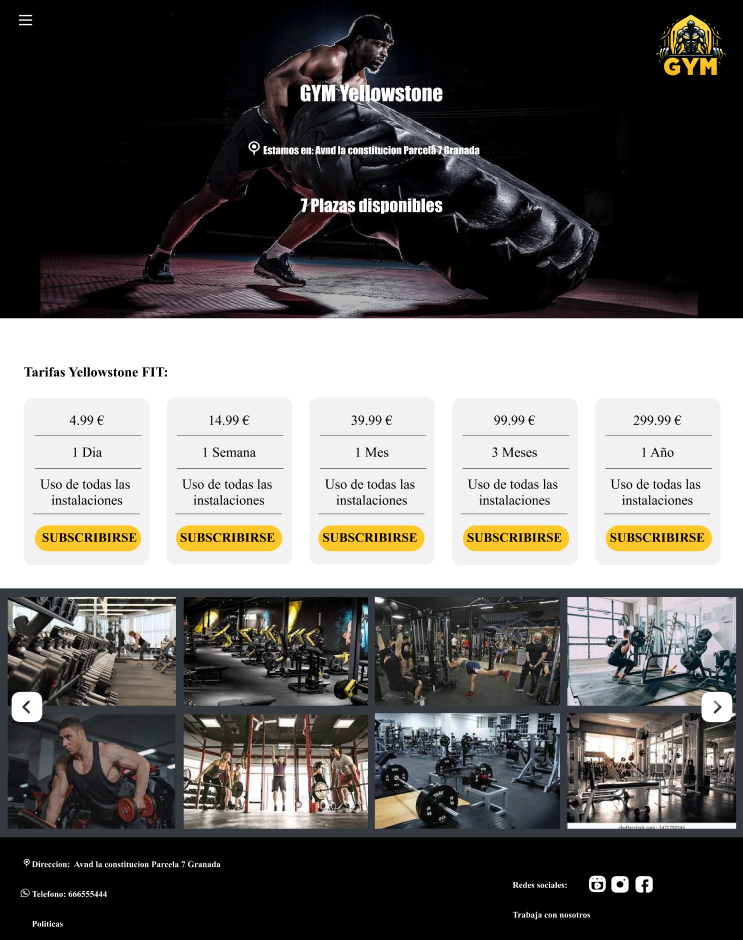 GYM
GYM Yellowstone
Estamos en: Avnd la constitucion Parcela 7 Granada
7 Plazas disponibles
Tarifas Yellowstone FIT:
4.99 €
1 Dia
Uso de todas las
instalaciones
SUBSCRIBIRSE
14.99 €
1 Semana
Uso de todas las
instalaciones
SUBSCRIBIRSE
39.99 €
1 Mes
Uso de todas las
instalaciones
SUBSCRIBIRSE
99.99 €
3 Meses
Uso de todas las
instalaciones
SUBSCRIBIRSE
299.99 €
1 Año
Uso de todas las
instalaciones
SUBSCRIBIRSE
Direccion: Avnd la constitucion Parcela 7 Granada
Telefono: 666555444
Politicas
Redes sociales:
Trabaja con nosotros